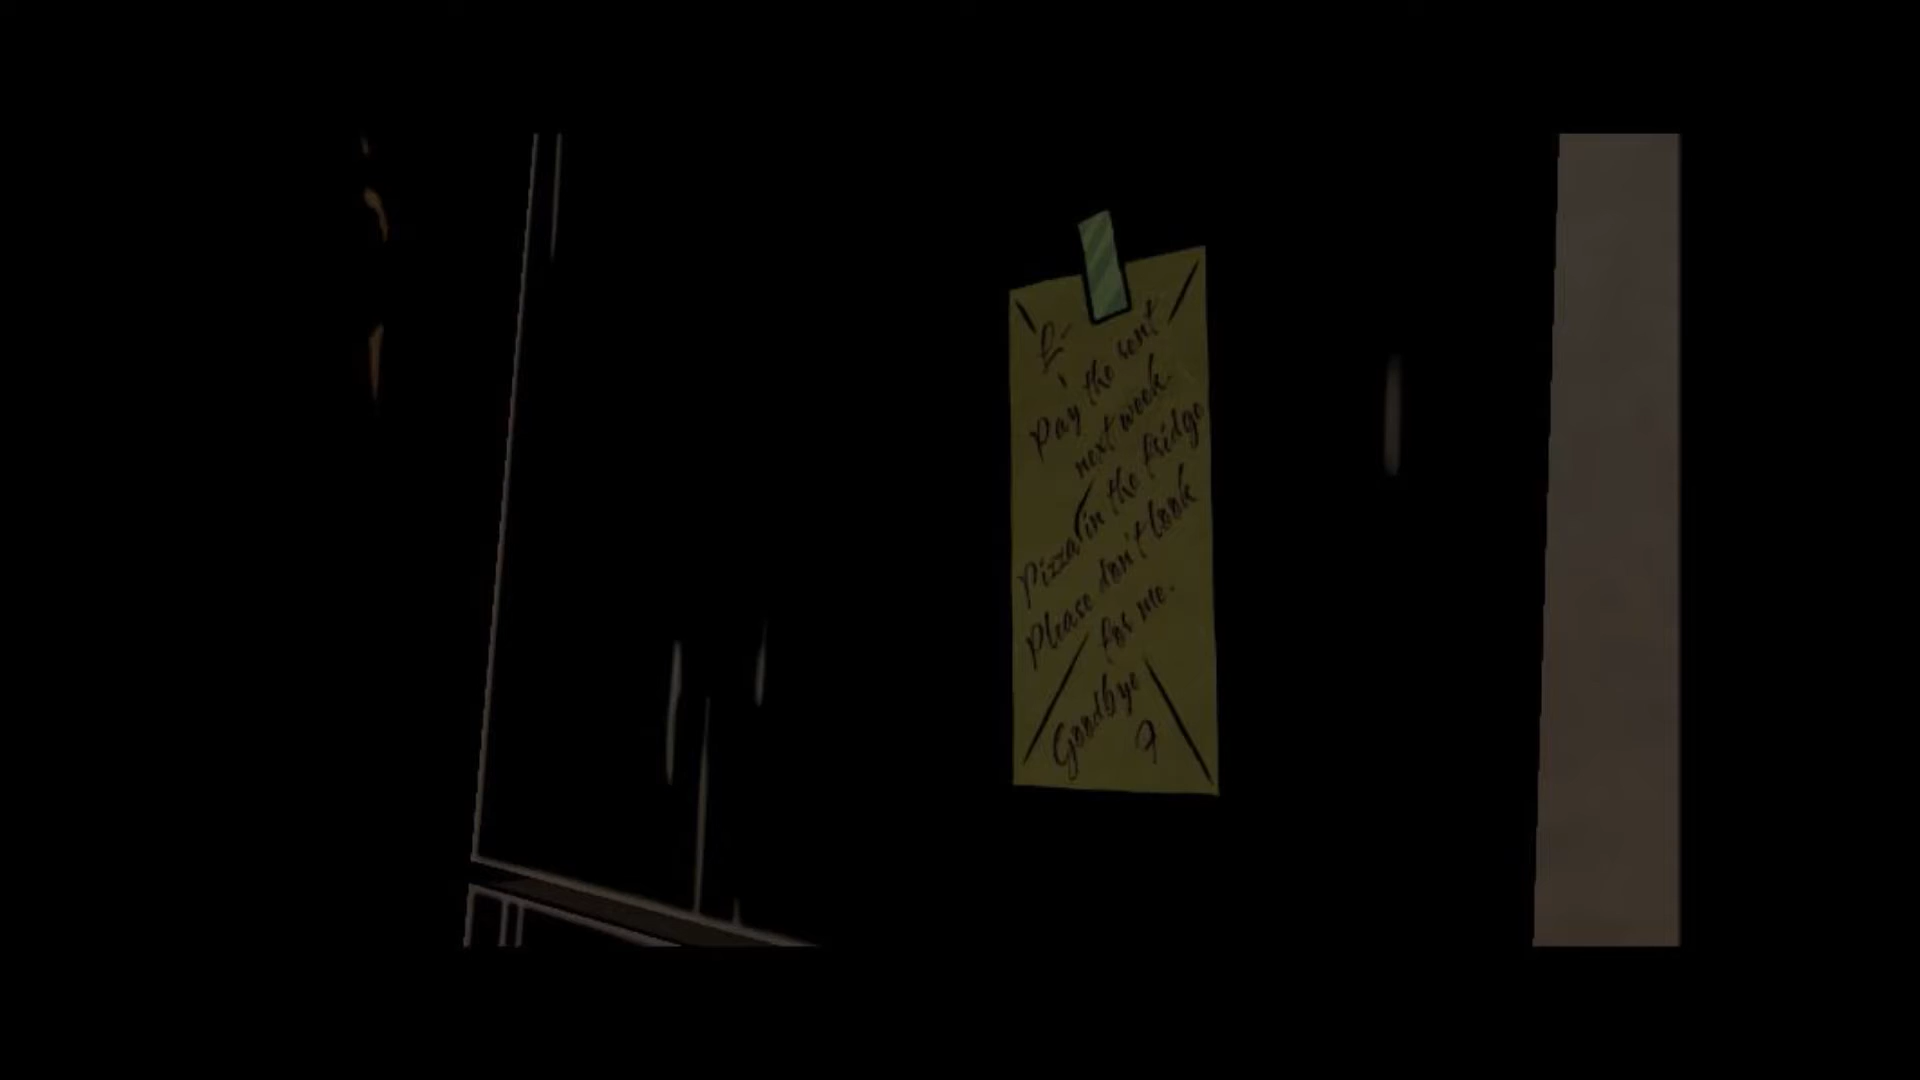 Pay the rent
next week.
Pizza in the fridge
Please don't look
for me.
Goodbye